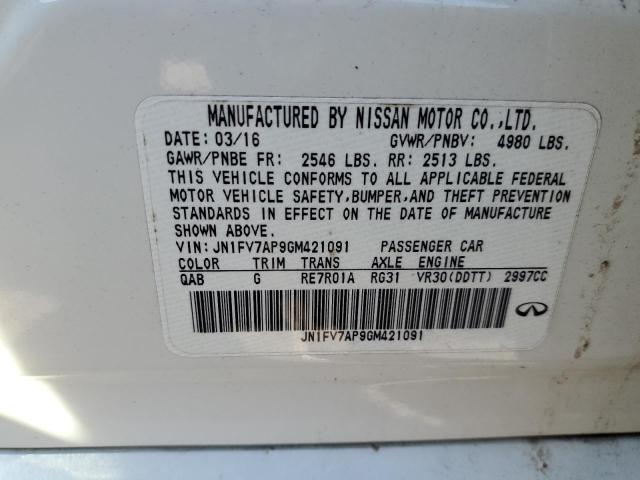 MANUFACTURED BY NISSAN MOTOR CO.,LTD.
DATE: 03/16 GVWR/PNBV: 4980 LBS.
GAWR/PNBE FR: 2546 LBS. RR: 2513 LBS.
THIS VEHICLE CONFORMS TO ALL APPLICABLE FEDERAL
MOTOR VEHICLE SAFETY,BUMPER,AND THEFT PREVENTION
STANDARDS IN EFFECT ON THE DATE OF MANUFACTURE
SHOWN ABOVE.
VIN:JN1FV7AP9GM421091 PASSENGER CAR
COLOR TRIM TRANS AXLE ENGINE
QAB G RE7R01A RG31 VR30(DDTT) 2997CC
JN1FV7AP9GM421091